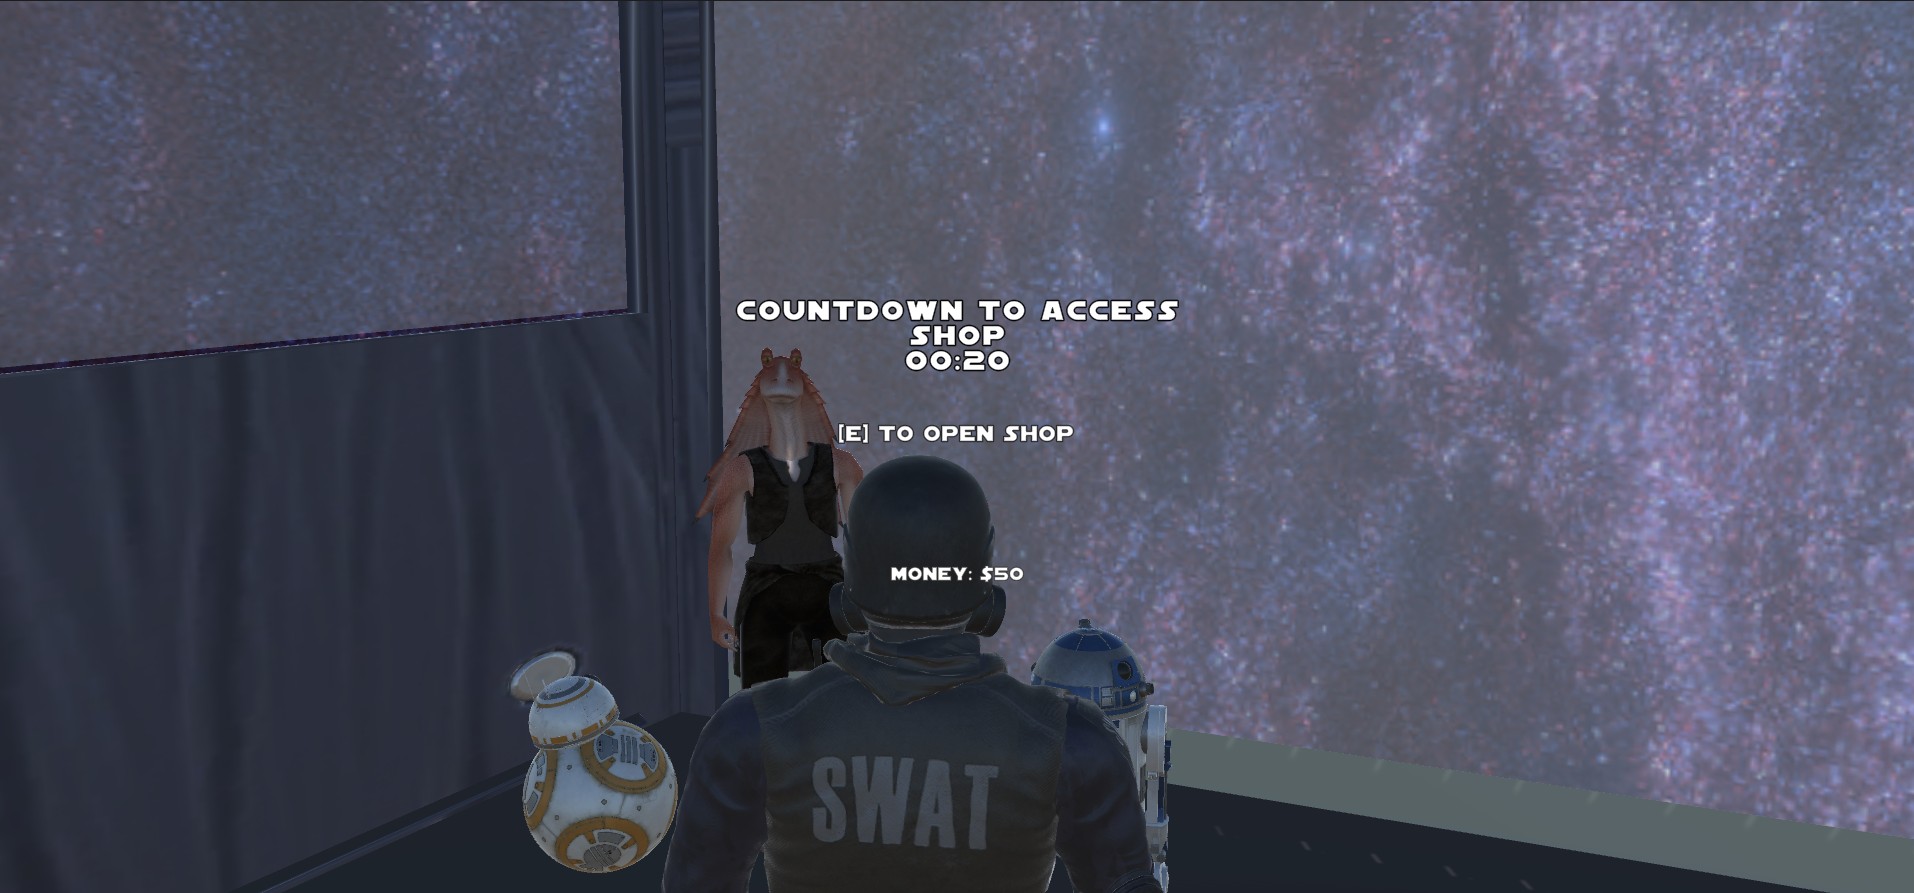 COUNTDOWN TO ACCESS
SHOP
00:20
[E] TO OPEN SHOP
MONEY: $50
SWAT